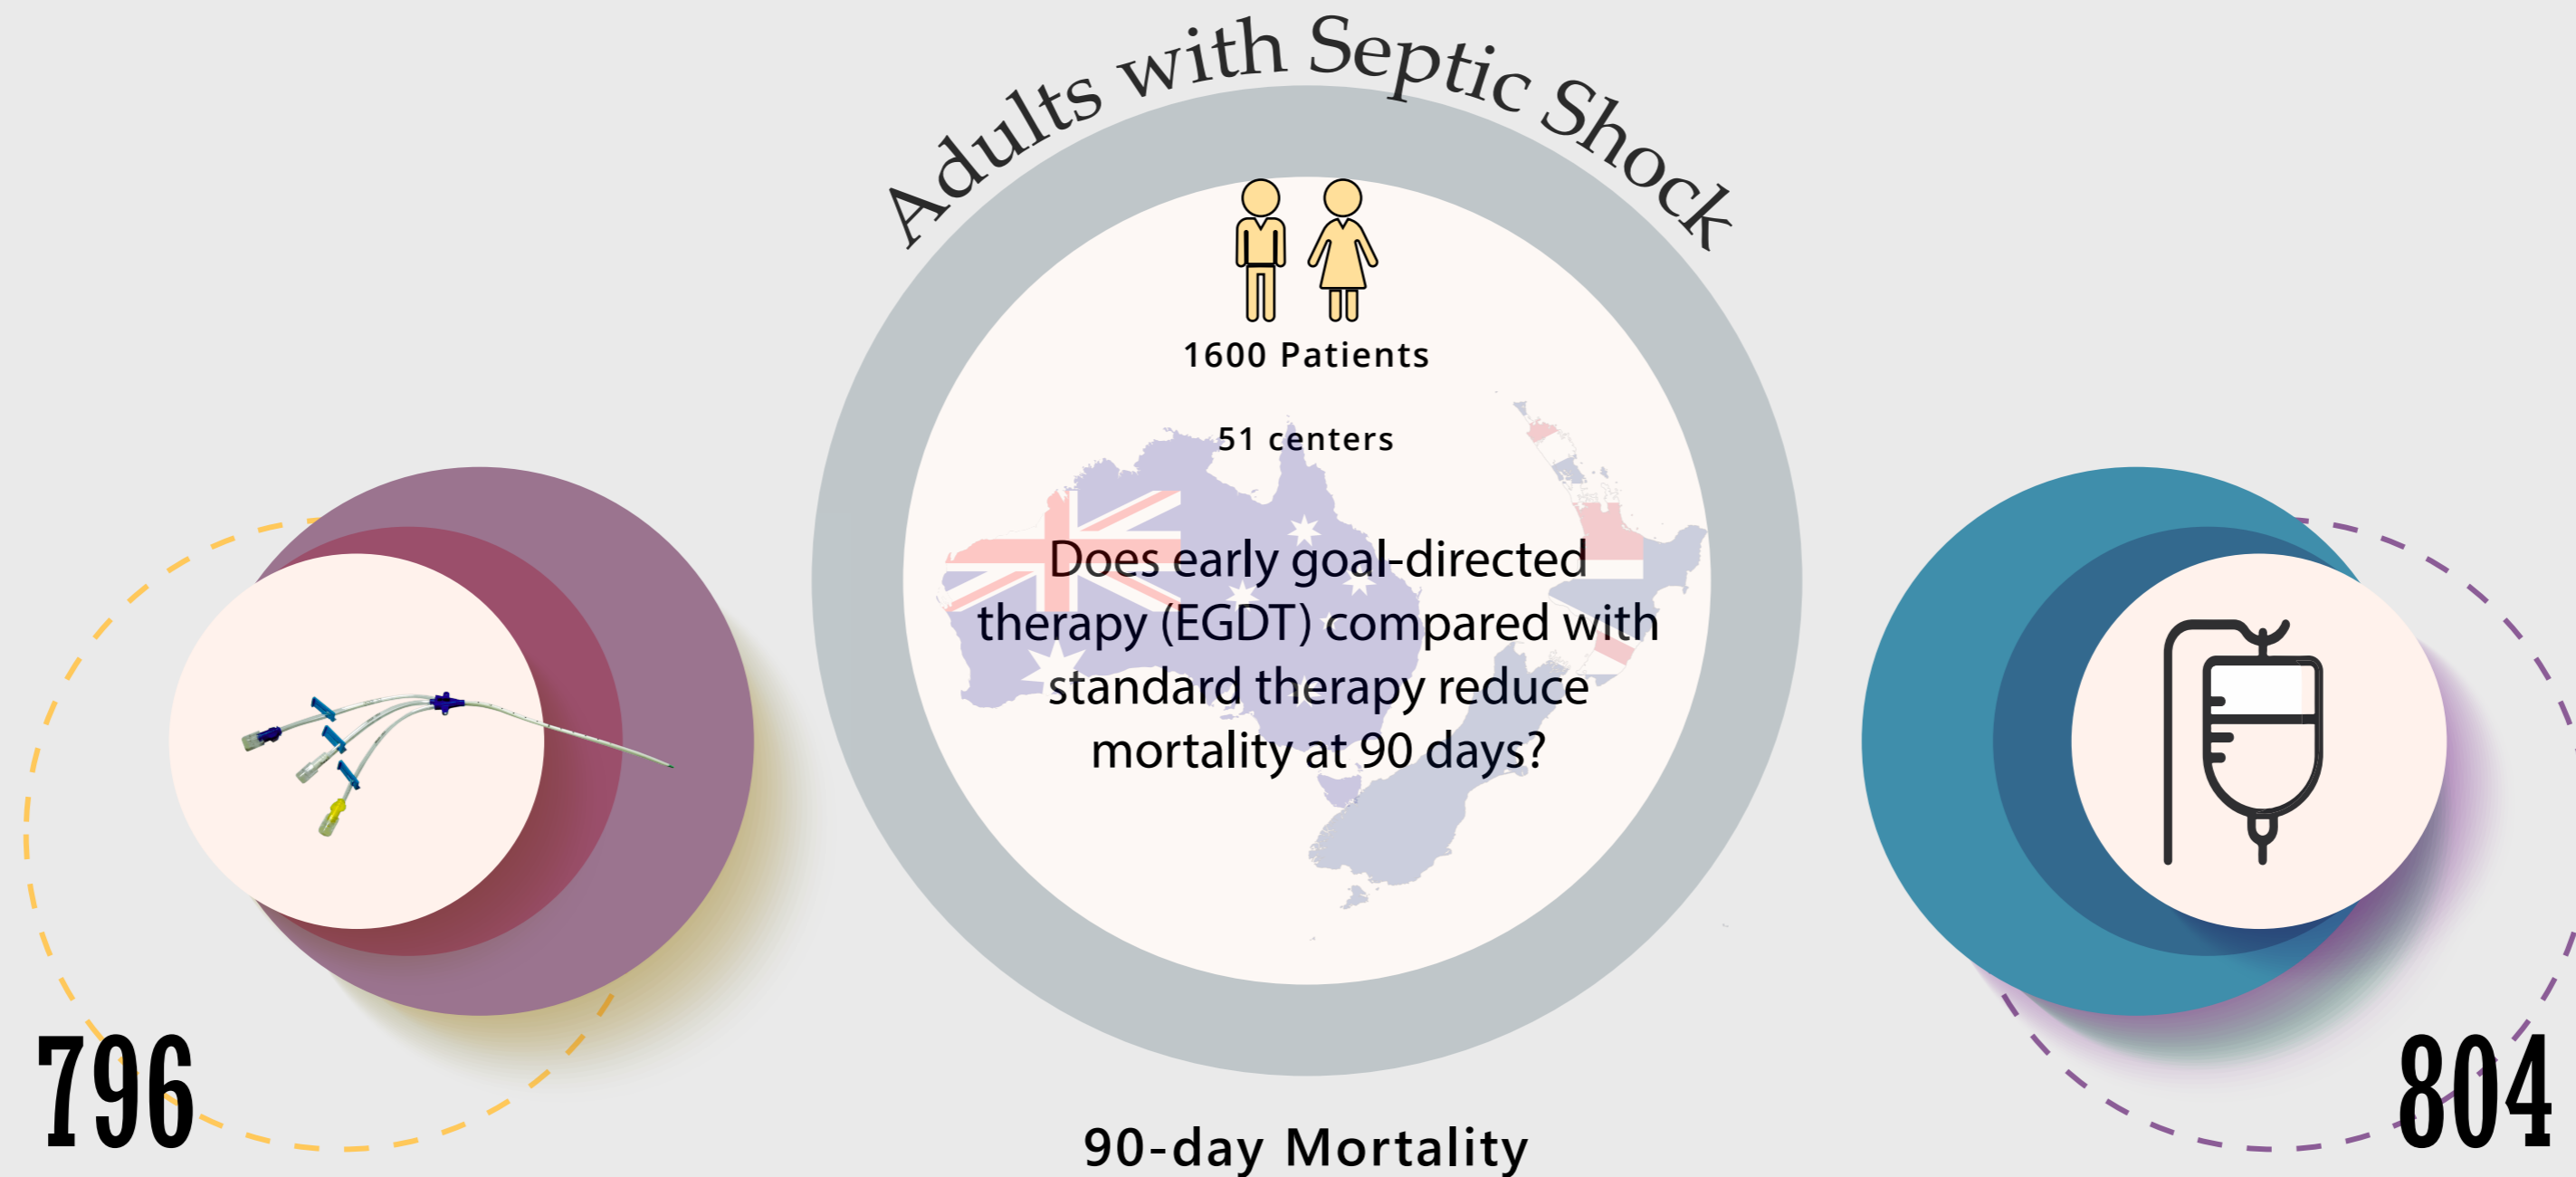 Adults with Septic Shock
1600 Patients
51 centers
Does early goal-directed
therapy (EGDT) compared with
standard therapy reduce
mortality at 90 days?
796
804
90-day Mortality